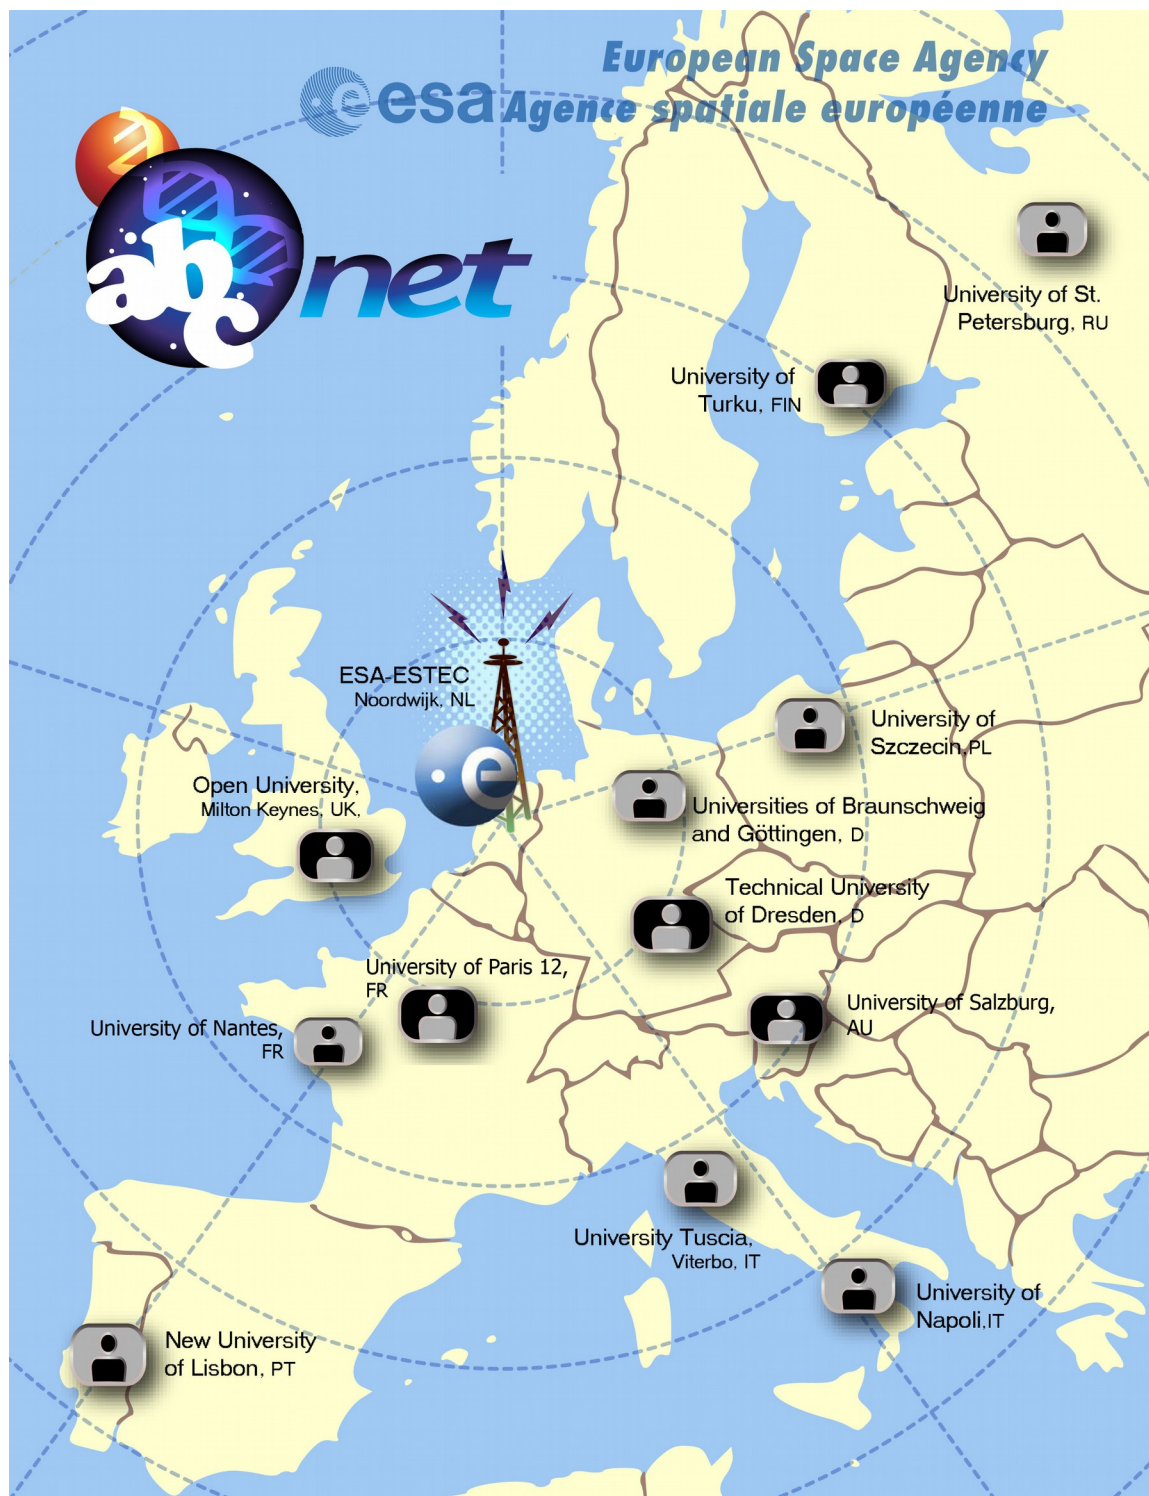 European Space Agency
esa Agence spatiale européenne
abc net
University of St.
Petersburg, RU
University of
Turku, FIN
ESA-ESTEC
Noordwijk, NL
University of
Szczecin,PL
Open University,
Milton Keynes, UK,
Universities of Braunschweig
and Göttingen, D
Technical University
of Dresden, D
University of Paris 12,
FR
University of Salzburg,
AU
University of Nantes,
FR
University Tuscia,
Viterbo, IT
University of
Napoli,IT
New University
of Lisbon, PT